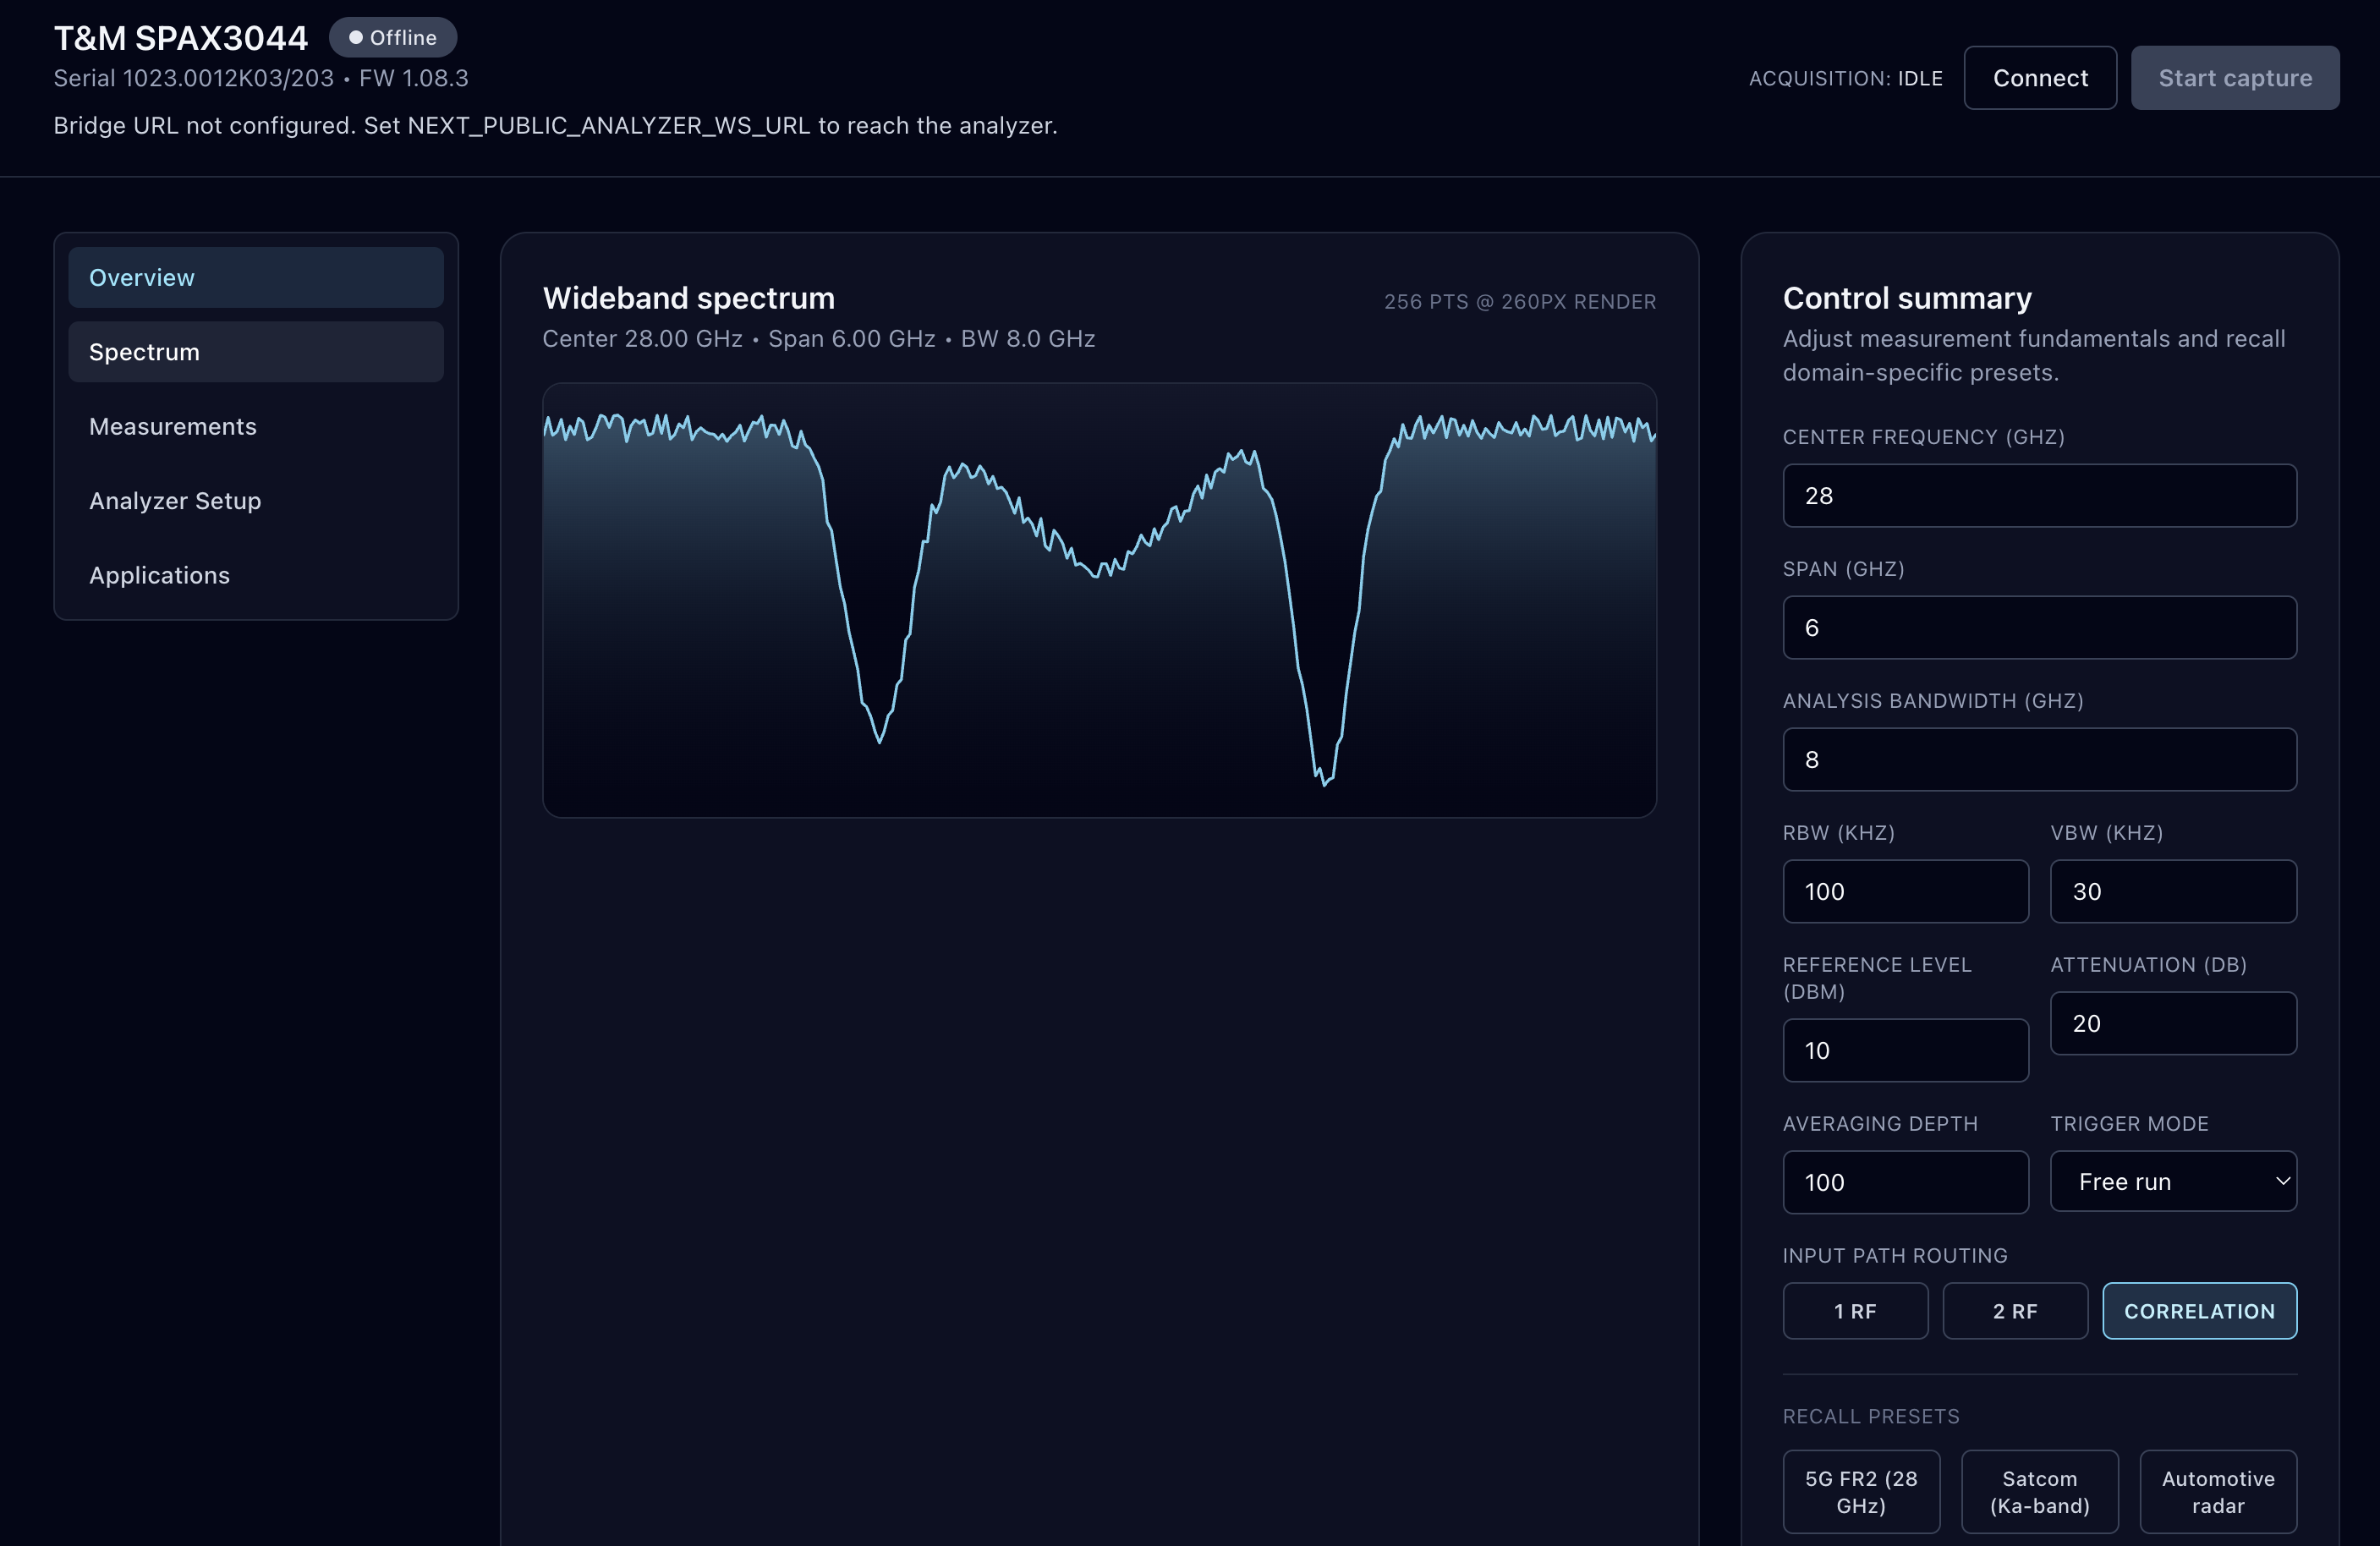 T&M SPAX3044
Offline
Serial 1023.0012K03/203 • FW 1.08.3
Bridge URL not configured. Set NEXT_PUBLIC_ANALYZER_WS_URL to reach the analyzer.
ACQUISITION: IDLE
Connect
Start capture
Overview
Spectrum
Measurements
Analyzer Setup
Applications
Wideband spectrum
256 PTS @ 260PX RENDER
Center 28.00 GHz • Span 6.00 GHz • BW 8.0 GHz
Control summary
Adjust measurement fundamentals and recall
domain-specific presets.
CENTER FREQUENCY (GHZ)
28
SPAN (GHZ)
6
ANALYSIS BANDWIDTH (GHZ)
8
RBW (KHZ)
100
VBW (KHZ)
30
REFERENCE LEVEL
(DBM)
10
ATTENUATION (DB)
20
AVERAGING DEPTH
100
TRIGGER MODE
Free run
INPUT PATH ROUTING
1 RF
2 RF
CORRELATION
RECALL PRESETS
5G FR2 (28
GHz)
Satcom
(Ka-band)
Automotive
radar